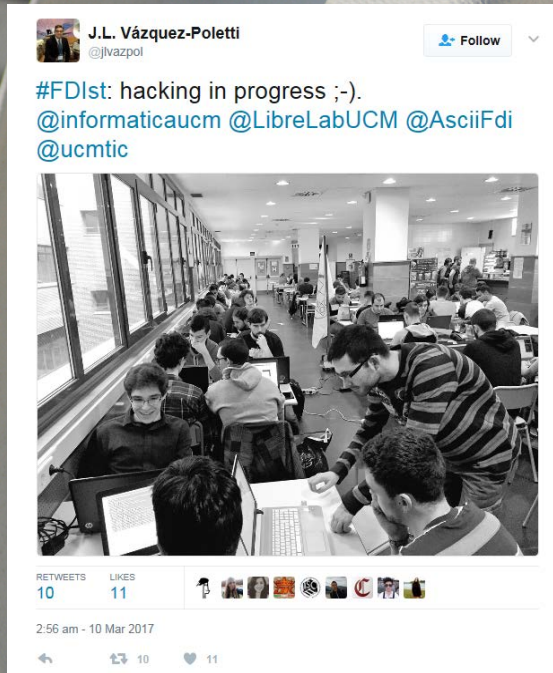 J.L. Vázquez-Poletti
@jlvazpol
Follow
#FDIst: hacking in progress ;-).
@informaticaucm @LibreLabUCM @AsciiFdi
@ucmtic
RETWEETS LIKES
10 11
2:56 am - 10 Mar 2017
10 11